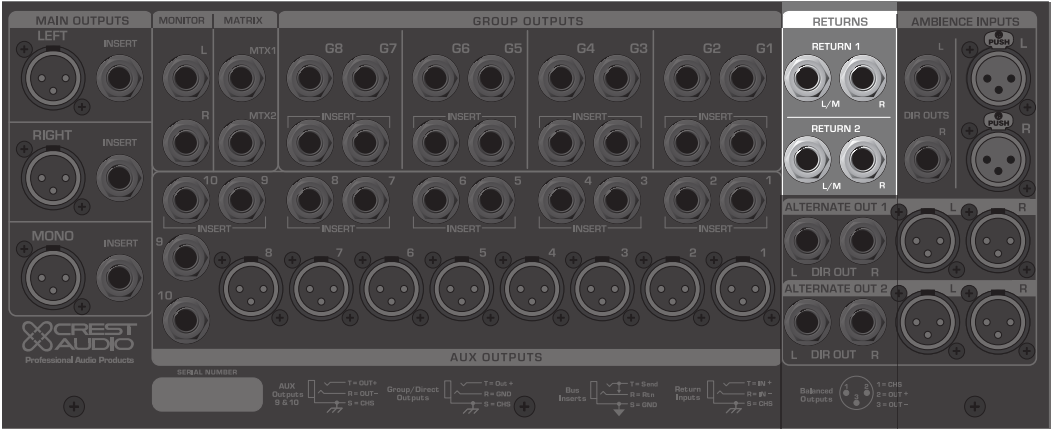 MAIN OUTPUTS
LEFT
INSERT
RIGHT
INSERT
MONO
INSERT
CREST
AUDIO
Professional Audio Products
MONITOR
L
R
MATRIX
MTX1
MTX2
GROUP OUTPUTS
G8 G7 G6 G5 G4 G3 G2 G1
INSERT INSERT INSERT INSERT
10 9 8 7 6 5 4 3 2 1
INSERT INSERT INSERT INSERT INSERT
9
10
8 7 6 5 4 3 2 1
AUX OUTPUTS
RETURNS
RETURN 1
L/M R
RETURN 2
L/M R
AMBIENCE INPUTS
L
PUSH
L
DIR OUTS
R
PUSH
R
ALTERNATE OUT 1 L R
L DIR OUT R
ALTERNATE OUT 2 L R
L DIR OUT R
SERIAL NUMBER
AUX
Outputs
9 & 10
T = OUT+
R = OUT–
S = CHS
Group/Direct
Outputs
T = Out +
R = GND
S = CHS
Bus
Inserts
T = Send
R = Rtn
S = GND
Return
Inputs
T = IN +
R = IN –
S = CHS
Balanced
Outputs
1 = CHS
2 = OUT +
3 = OUT –